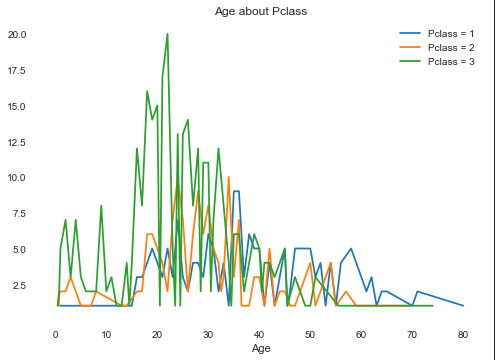 Age about Pclass
Pclass = 1
Pclass = 2
Pclass = 3
20.0
17.5
15.0
12.5
10.0
7.5
5.0
2.5
0 10 20 30 40 50 60 70 80
Age